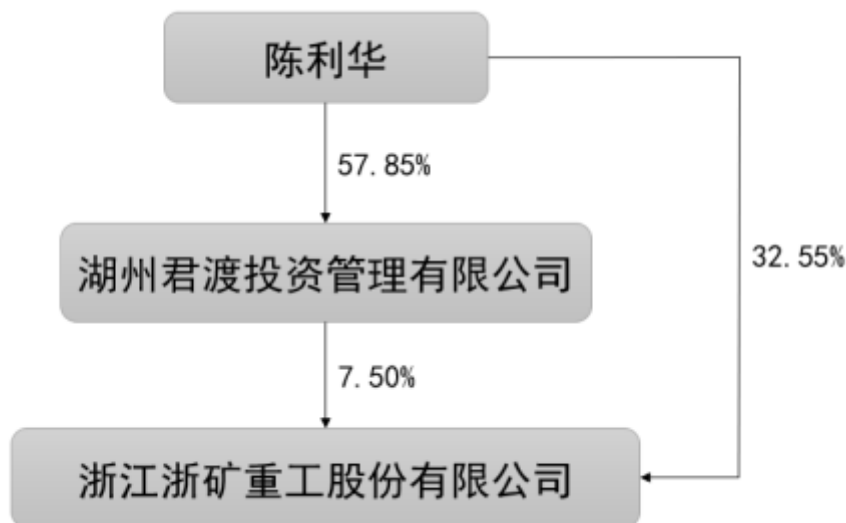 陈利华
57.85%
湖州君渡投资管理有限公司
32.55%
7.50%
浙江浙矿重工股份有限公司